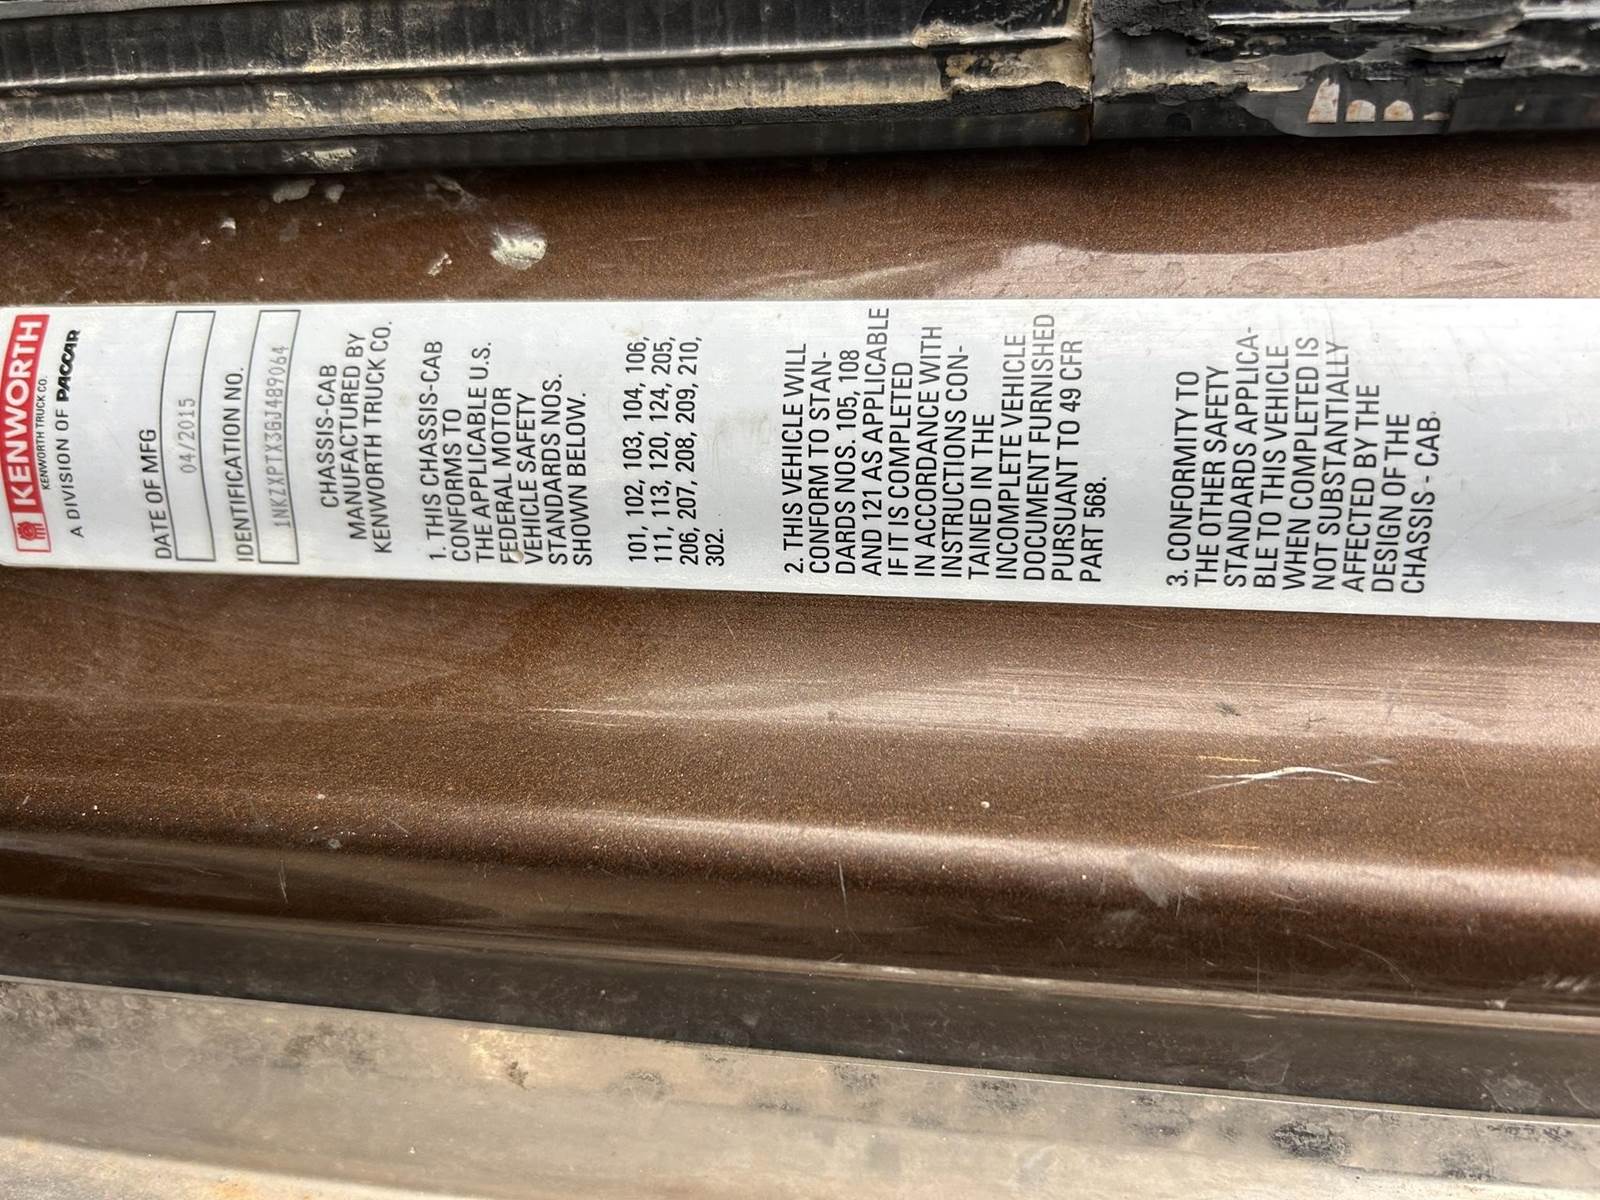 KENWORTH
KENWORTH TRUCK CO.
A DIVISION OF PACCAR
DATE OF MFG
04/2015
IDENTIFICATION NO.
1NKZXPTX3GJ489064
CHASSIS-CAB
MANUFACTURED BY
KENWORTH TRUCK CO.
1. THIS CHASSIS-CAB
CONFORMS TO
THE APPLICABLE U.S.
FEDERAL MOTOR
VEHICLE SAFETY
STANDARDS NOS.
SHOWN BELOW.
101, 102, 103, 104, 106,
111, 113, 120, 124, 205,
206, 207, 208, 209, 210,
302.
2. THIS VEHICLE WILL
CONFORM TO STAN-
DARDS NOS. 105, 108
AND 121 AS APPLICABLE
IF IT IS COMPLETED
IN ACCORDANCE WITH
INSTRUCTIONS CON-
TAINED IN THE
INCOMPLETE VEHICLE
DOCUMENT FURNISHED
PURSUANT TO 49 CFR
PART 568.
3. CONFORMITY TO
THE OTHER SAFETY
STANDARDS APPLICA-
BLE TO THIS VEHICLE
WHEN COMPLETED IS
NOT SUBSTANTIALLY
AFFECTED BY THE
DESIGN OF THE
CHASSIS - CAB.